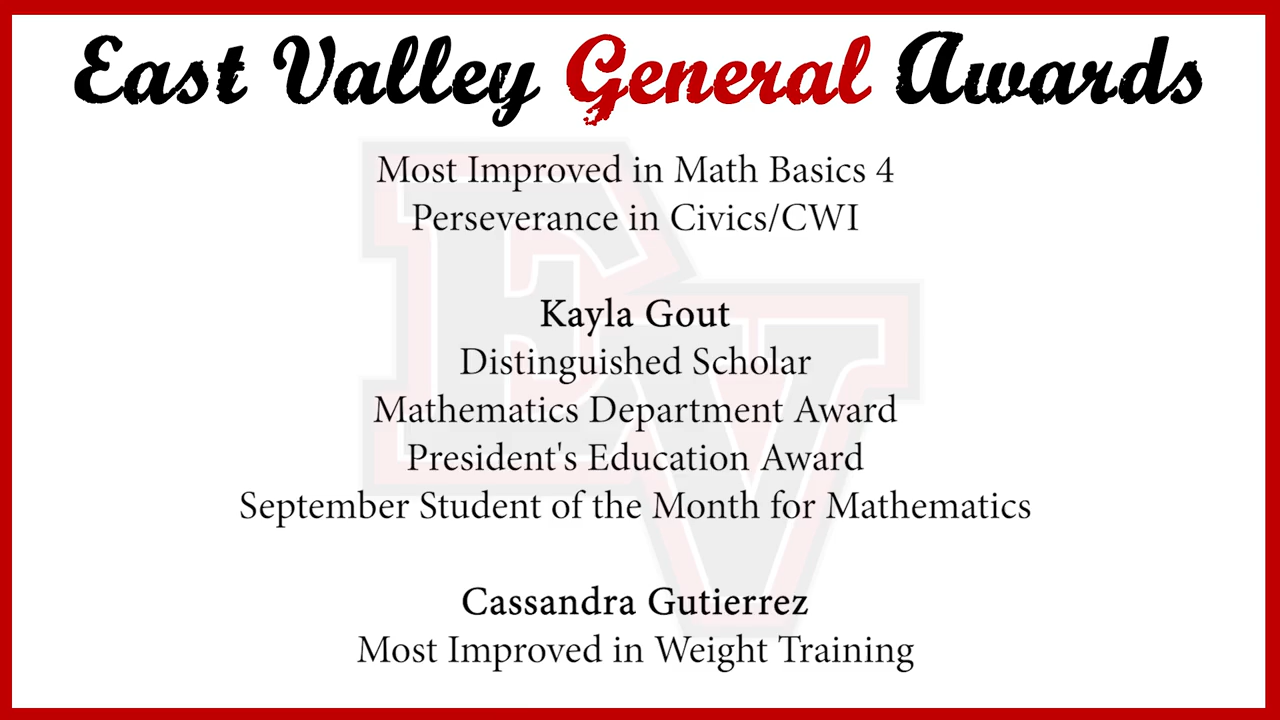 East Valley General Awards
Most Improved in Math Basics 4
Perseverance in Civics/CWI
Kayla Gout
Distinguished Scholar
Mathematics Department Award
President's Education Award
September Student of the Month for Mathematics
Cassandra Gutierrez
Most Improved in Weight Training
EV